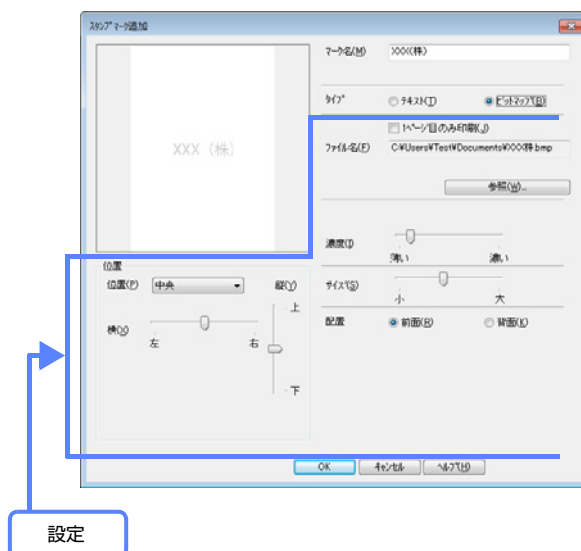 スタンプマーク追加
マーク名(M) XXX(株)
タイプ テキスト(T) ビットマップ(B)
1ページ目のみ印刷(J)
XXX (株)
ファイル名(F) C:¥Users¥Test¥Documents¥XXX株.bmp
参照(W)...
濃度(I)
薄い 濃い
位置
位置(P) 中央 縦(Y)
サイズ(S)
小 大
上
横(X)
左 右
配置 前面(R) 背面(K)
下
OK キャンセル ヘルプ(H)
設定